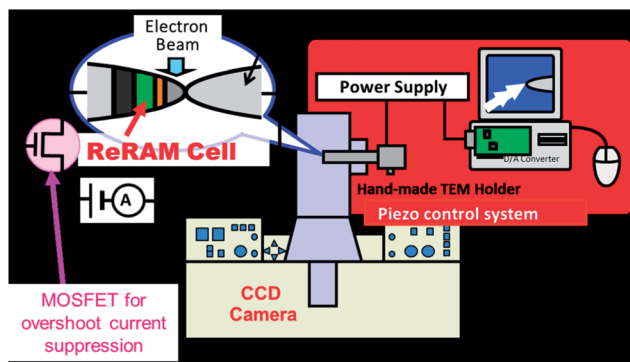 Electron
Beam
ReRAM Cell
Power Supply
D/A Converter
Hand-made TEM Holder
Piezo control system
A
CCD
Camera
MOSFET for
overshoot current
suppression